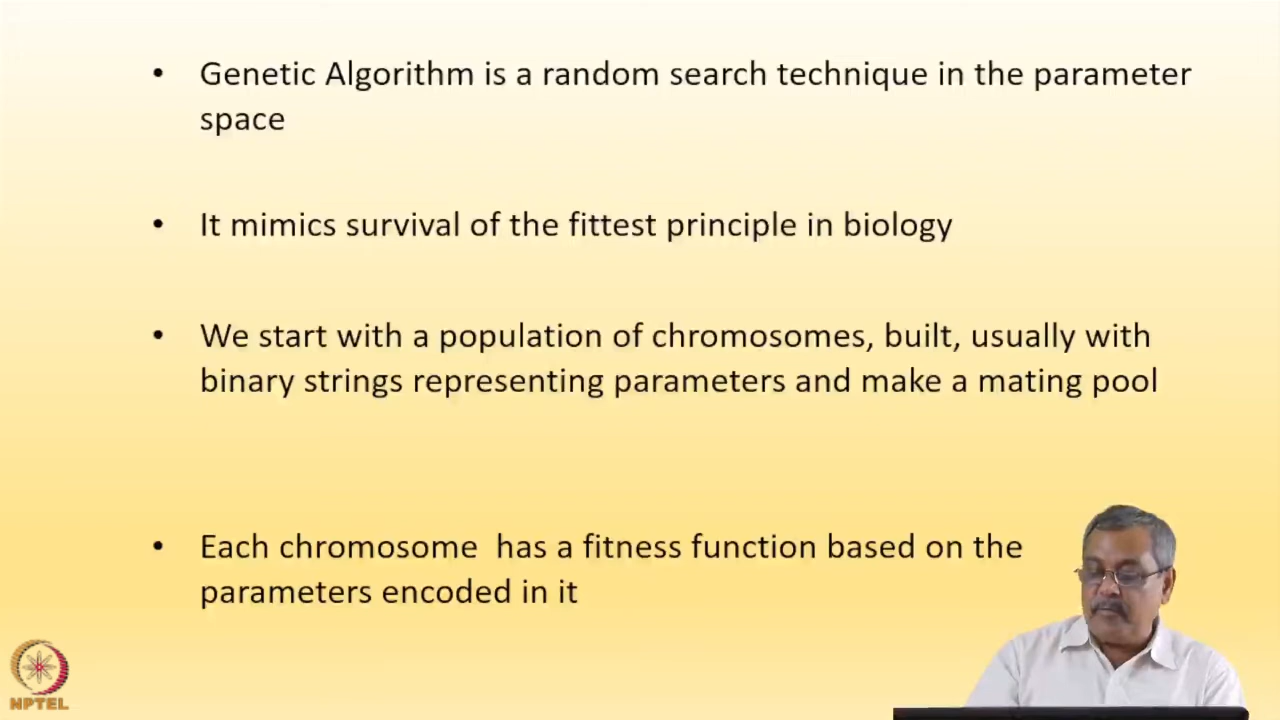 • Genetic Algorithm is a random search technique in the parameter
space
• It mimics survival of the fittest principle in biology
• We start with a population of chromosomes, built, usually with
binary strings representing parameters and make a mating pool
• Each chromosome  has a fitness function based on the
parameters encoded in it
NPTEL